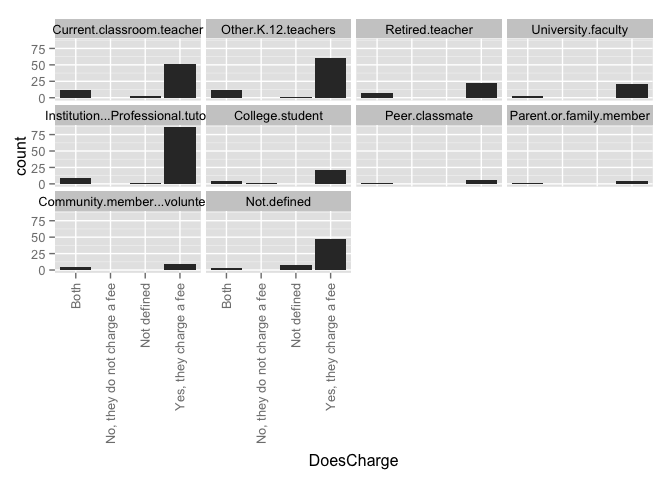 Current.classroom.teacher Other.K.12.teachers Retired.teacher University.faculty
75
50
25
0
Institution...Professional.tuto College.student Peer.classmate Parent.or.family.member
75
50
25
0
Community.member...volunte Not.defined
75
50
25
0
count
Both No, they do not charge a fee Not defined Yes, they charge a fee Both No, they do not charge a fee Not defined Yes, they charge a fee
DoesCharge